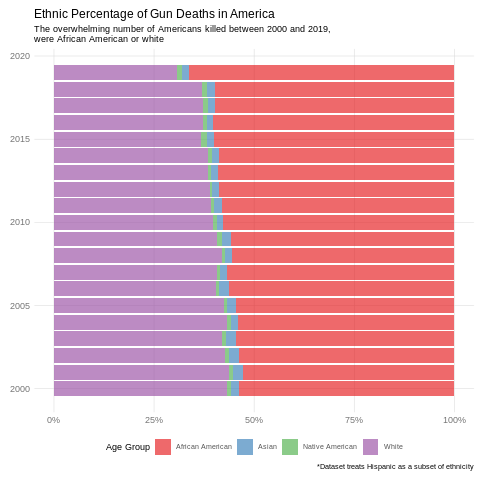 Ethnic Percentage of Gun Deaths in America
The overwhelming number of Americans killed between 2000 and 2019,
were African American or white
2020
2015
2010
2005
2000
0% 25% 50% 75% 100%
Age Group African American Asian Native American White
*Dataset treats Hispanic as a subset of ethnicity